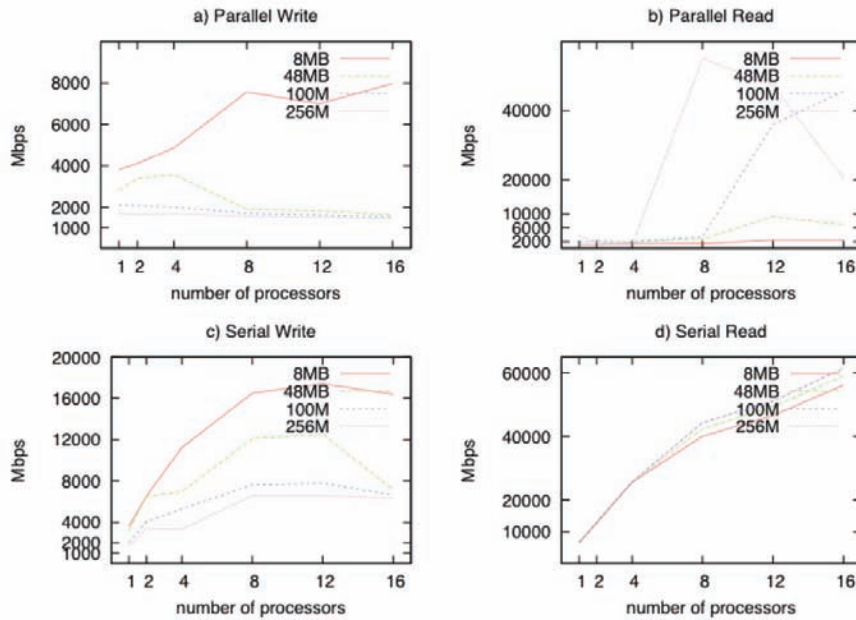 a) Parallel Write
8MB
48MB
100M
256M
8000
6000
4000
2000
1000
Mbps
1 2 4 8 12 16
number of processors
b) Parallel Read
8MB
48MB
100M
256M
40000
20000
10000
6000
2000
Mbps
1 2 4 8 12 16
number of processors
c) Serial Write
8MB
48MB
100M
256M
20000
16000
12000
8000
4000
2000
1000
Mbps
1 2 4 8 12 16
number of processors
d) Serial Read
8MB
48MB
100M
256M
60000
40000
20000
10000
Mbps
1 2 4 8 12 16
number of processors